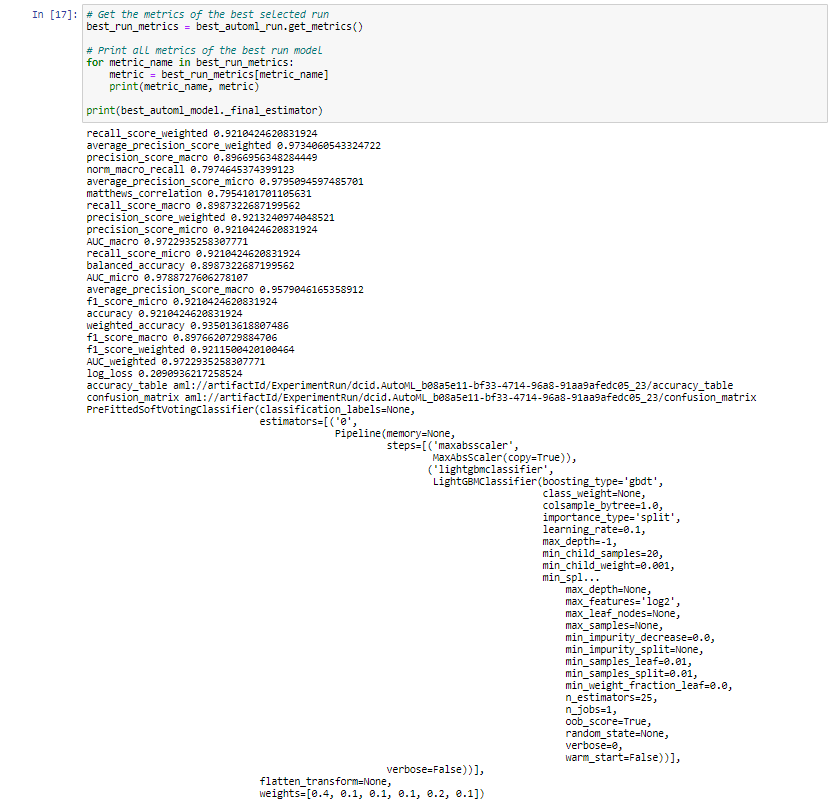 In [17]: # Get the metrics of the best selected run
best_run_metrics = best_automl_run.get_metrics()
# Print all metrics of the best run model
for metric_name in best_run_metrics:
    metric = best_run_metrics[metric_name]
    print(metric_name, metric)
print(best_automl_model._final_estimator)
recall_score_weighted 0.9210424620831924
average_precision_score_weighted 0.9734060543324722
precision_score_macro 0.8966956348284449
norm_macro_recall 0.7974645374399123
average_precision_score_micro 0.9795094597485701
matthews_correlation 0.7954101701105631
recall_score_macro 0.8987322687199562
precision_score_weighted 0.9213240974048521
precision_score_micro 0.9210424620831924
AUC_macro 0.9722935258307771
recall_score_micro 0.9210424620831924
balanced_accuracy 0.8987322687199562
AUC_micro 0.9788727606278107
average_precision_score_macro 0.9579046165358912
f1_score_micro 0.9210424620831924
accuracy 0.9210424620831924
weighted_accuracy 0.935013618807486
f1_score_macro 0.8976620729884706
f1_score_weighted 0.9211500420100464
AUC_weighted 0.9722935258307771
log_loss 0.2090936217258524
accuracy_table aml://artifactId/ExperimentRun/dcid.AutoML_b08a5e11-bf33-4714-96a8-91aa9afedc05_23/accuracy_table
confusion_matrix aml://artifactId/ExperimentRun/dcid.AutoML_b08a5e11-bf33-4714-96a8-91aa9afedc05_23/confusion_matrix
PreFittedSoftVotingClassifier(classification_labels=None,
estimators=[('0',
Pipeline(memory=None,
steps=[('maxabsscaler',
MaxAbsScaler(copy=True)),
('lightgbmclassifier',
LightGBMClassifier(boosting_type='gbdt',
class_weight=None,
colsample_bytree=1.0,
importance_type='split',
learning_rate=0.1,
max_depth=-1,
min_child_samples=20,
min_child_weight=0.001,
min_spl...
max_depth=None,
max_features='log2',
max_leaf_nodes=None,
max_samples=None,
min_impurity_decrease=0.0,
min_impurity_split=None,
min_samples_leaf=0.01,
min_samples_split=0.01,
min_weight_fraction_leaf=0.0,
n_estimators=25,
n_jobs=1,
oob_score=True,
random_state=None,
verbose=0,
warm_start=False))],
verbose=False))],
flatten_transform=None,
weights=[0.4, 0.1, 0.1, 0.1, 0.2, 0.1])